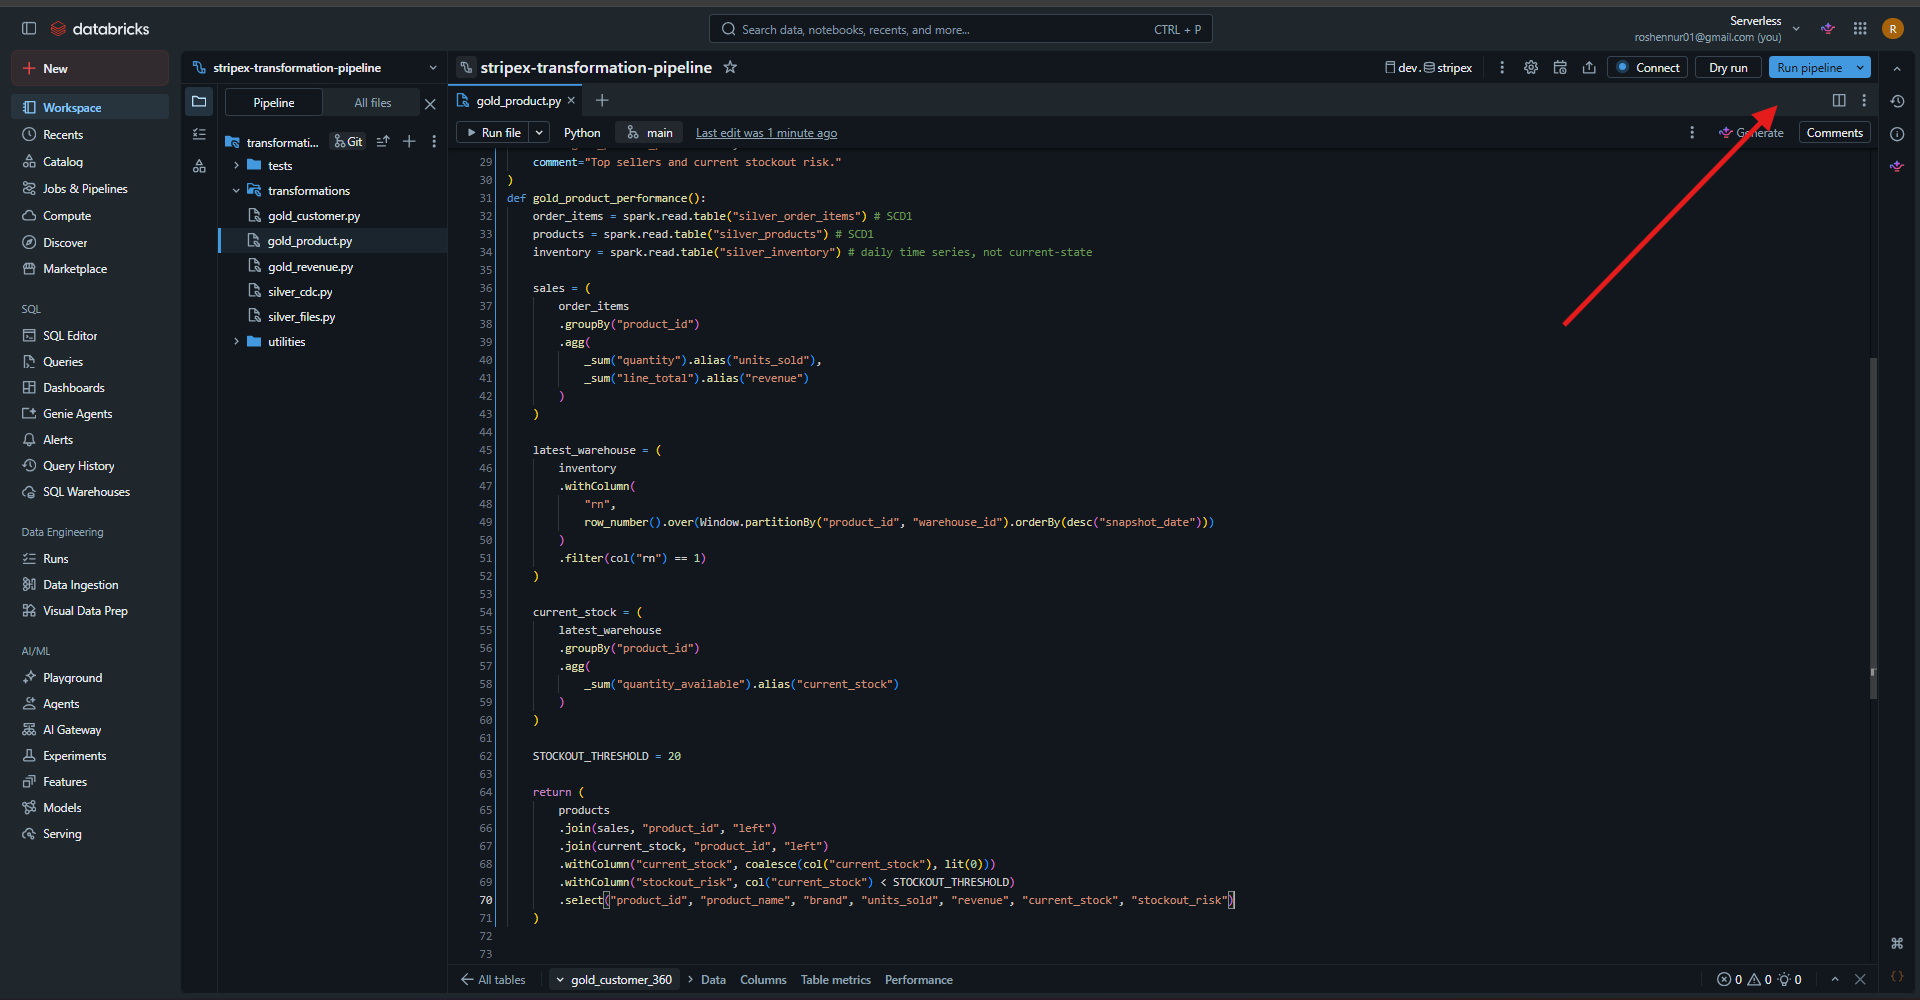 databricks
Search data, notebooks, recents, and more...
CTRL + P
Serverless
roshennur01@gmail.com (you)
R
New
Workspace
Recents
Catalog
Jobs & Pipelines
Compute
Discover
Marketplace
SQL
SQL Editor
Queries
Dashboards
Genie Agents
Alerts
Query History
SQL Warehouses
Data Engineering
Runs
Data Ingestion
Visual Data Prep
AI/ML
Playground
Agents
AI Gateway
Experiments
Features
Models
Serving
stripex-transformation-pipeline
Pipeline
All files
transformati...
Git
tests
transformations
gold_customer.py
gold_product.py
gold_revenue.py
silver_cdc.py
silver_files.py
utilities
stripex-transformation-pipeline
dev. stripex
Connect
Dry run
Run pipeline
gold_product.py
Run file
Python
main
Last edit was 1 minute ago
Generate
Comments
29 comment="Top sellers and current stockout risk."
30 )
31 def gold_product_performance():
32 order_items = spark.read.table("silver_order_items") # SCD1
33 products = spark.read.table("silver_products") # SCD1
34 inventory = spark.read.table("silver_inventory") # daily time series, not current-state
35
36 sales = (
37 order_items
38 .groupBy("product_id")
39 .agg(
40 _sum("quantity").alias("units_sold"),
41 _sum("line_total").alias("revenue")
42 )
43 )
44
45 latest_warehouse = (
46 inventory
47 .withColumn(
48 "rn",
49 row_number().over(Window.partitionBy("product_id", "warehouse_id").orderBy(desc("snapshot_date")))
50 )
51 .filter(col("rn") == 1)
52 )
53
54 current_stock = (
55 latest_warehouse
56 .groupBy("product_id")
57 .agg(
58 _sum("quantity_available").alias("current_stock")
59 )
60 )
61
62 STOCKOUT_THRESHOLD = 20
63
64 return (
65 products
66 .join(sales, "product_id", "left")
67 .join(current_stock, "product_id", "left")
68 .withColumn("current_stock", coalesce(col("current_stock"), lit(0)))
69 .withColumn("stockout_risk", col("current_stock") < STOCKOUT_THRESHOLD)
70 .select("product_id", "product_name", "brand", "units_sold", "revenue", "current_stock", "stockout_risk")
71 )
72
73
All tables
gold_customer_360
Data
Columns
Table metrics
Performance
0 0 0